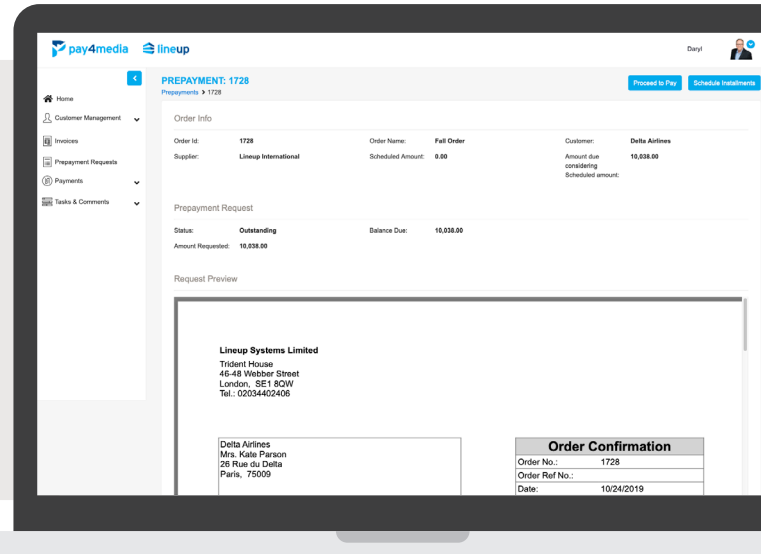 pay4media lineup
Daryl
PREPAYMENT: 1728
Prepayments > 1728
Proceed to Pay Schedule Installments
Home
Customer Management
Invoices
Prepayment Requests
Payments
Tasks & Comments
Order Info
Order Id: 1728 Order Name: Fall Order Customer: Delta Airlines
Supplier: Lineup International Scheduled Amount: 0.00 Amount due 10,038.00
considering
Scheduled amount:
Prepayment Request
Status: Outstanding Balance Due: 10,038.00
Amount Requested: 10,038.00
Request Preview
Lineup Systems Limited
Trident House
46-48 Webber Street
London, SE1 8QW
Tel.: 02034402406
Delta Airlines
Mrs. Kate Parson
26 Rue du Delta
Paris, 75009
Order Confirmation
Order No.: 1728
Order Ref No.:
Date: 10/24/2019